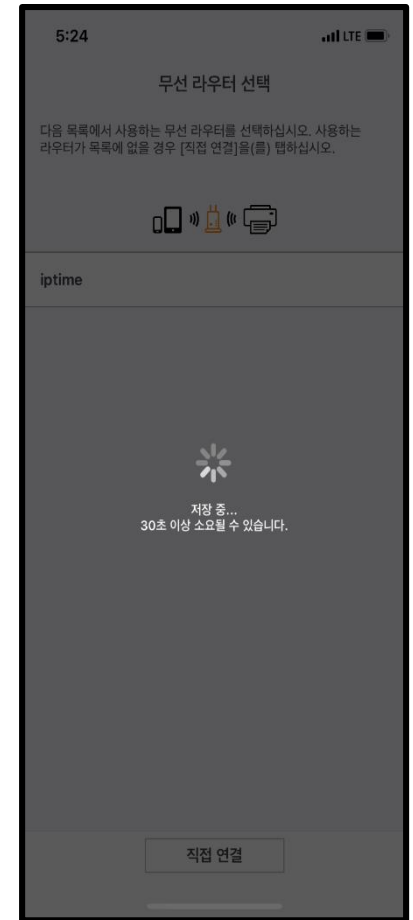 5:24
LTE
무선 라우터 선택
다음 목록에서 사용하는 무선 라우터를 선택하십시오. 사용하는
라우터가 목록에 없을 경우 [직접 연결]을(를) 탭하십시오.
iptime
저장 중...
30초 이상 소요될 수 있습니다.
직접 연결